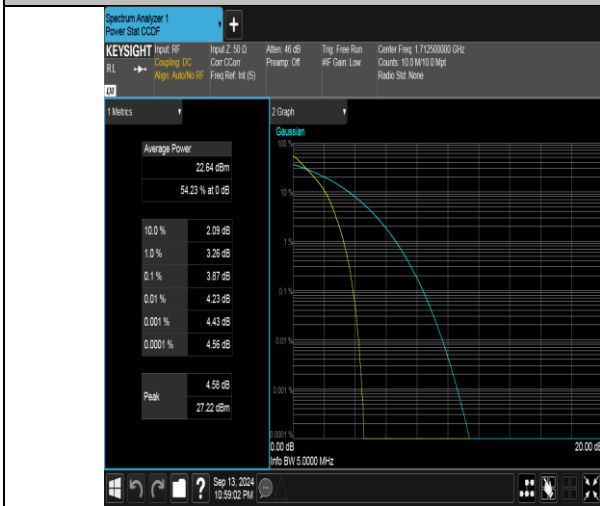 Spectrum Analyzer 1
Power Stat CCDF
+
KEYSIGHT
RL
Input: RF
Coupling: DC
Align: Auto/No RF
Input Z: 50 Ω
Corr CCorr
Freq Ref: Int (S)
Atten: 46 dB
Preamp: Off
Trig: Free Run
#IF Gain: Low
Center Freq: 1.712500000 GHz
Counts: 10.0 M/10.0 Mpt
Radio Std: None
1 Metrics
Average Power
22.64 dBm
54.23 % at 0 dB
10.0 % 2.09 dB
1.0 % 3.26 dB
0.1 % 3.87 dB
0.01 % 4.23 dB
0.001 % 4.43 dB
0.0001 % 4.56 dB
Peak
4.58 dB
27.22 dBm
2 Graph
Gaussian
100 %
10 %
1 %
0.1 %
0.01 %
0.001 %
0.0001 %
0.00 dB 20.00 dB
Info BW 5.0000 MHz
?
Sep 13, 2024
10:59:02 PM